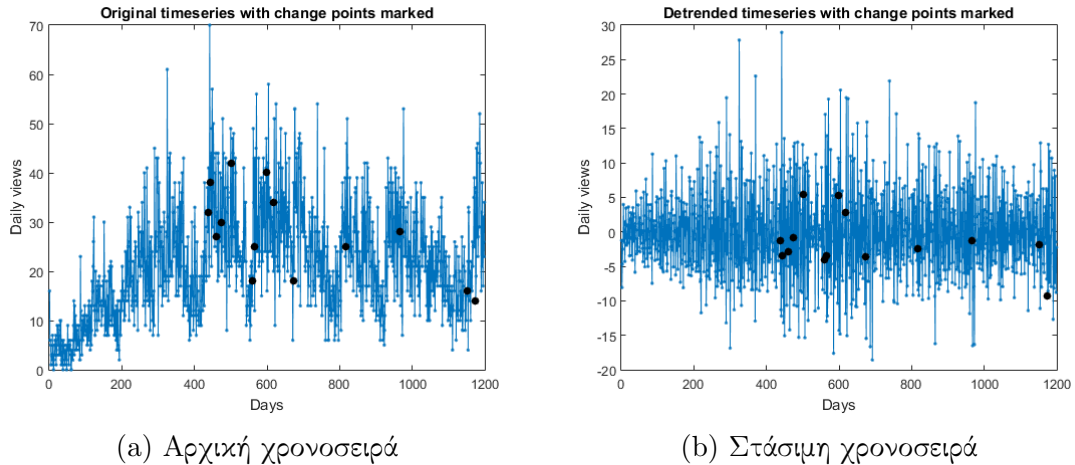 Original timeseries with change points marked
70
60
50
40
30
20
10
0
Daily views
0 200 400 600 800 1000 1200
Days
(a) Αρχική χρονοσειρά
Detrended timeseries with change points marked
30
25
20
15
10
5
0
-5
-10
-15
-20
Daily views
0 200 400 600 800 1000 1200
Days
(b) Στάσιμη χρονοσειρά